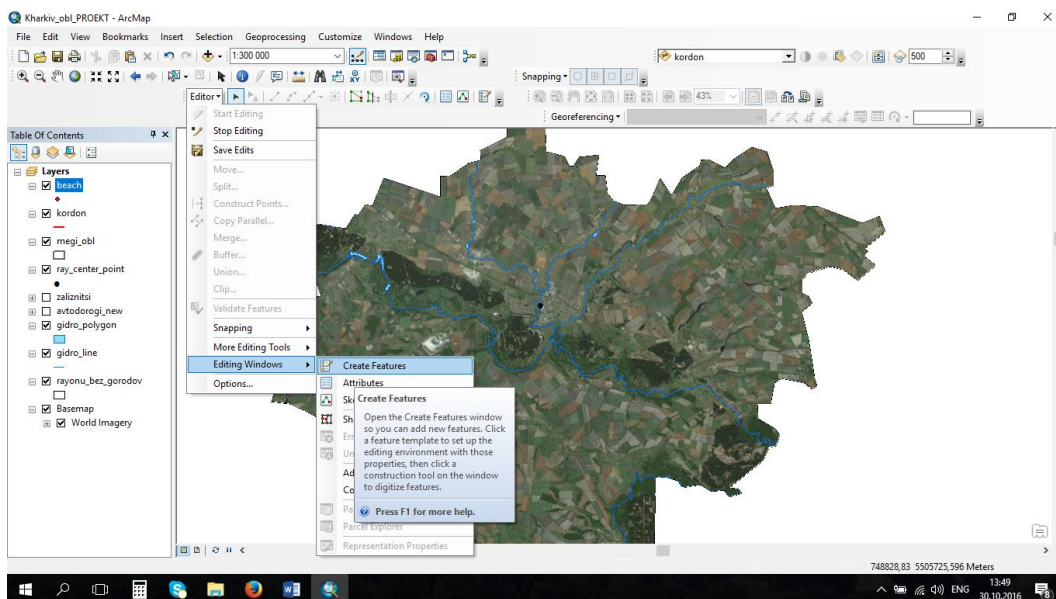 Kharkiv_obl_PROEKT - ArcMap
File Edit View Bookmarks Insert Selection Geoprocessing Customize Windows Help
1:300 000
kordon
500
Snapping
Editor
43%
Georeferencing
Start Editing
Stop Editing
Save Edits
Move...
Split...
Construct Points...
Copy Parallel...
Merge...
Buffer...
Union...
Clip...
Validate Features
Snapping
More Editing Tools
Editing Windows
Options...
Create Features
Attributes
Create Features
Open the Create Features window
so you can add new features. Click
a feature template to set up the
editing environment with those
properties, then click a
construction tool on the window
to digitize features.
Press F1 for more help.
Parcel Explorer
Representation Properties
Table Of Contents
Layers
beach
kordon
megi_obl
ray_center_point
zaliznitsi
avtodorogi_new
gidro_polygon
gidro_line
rayonu_bez_gorodov
Basemap
World Imagery
748828,83 5505725,596 Meters
ENG
13:49
30.10.2016